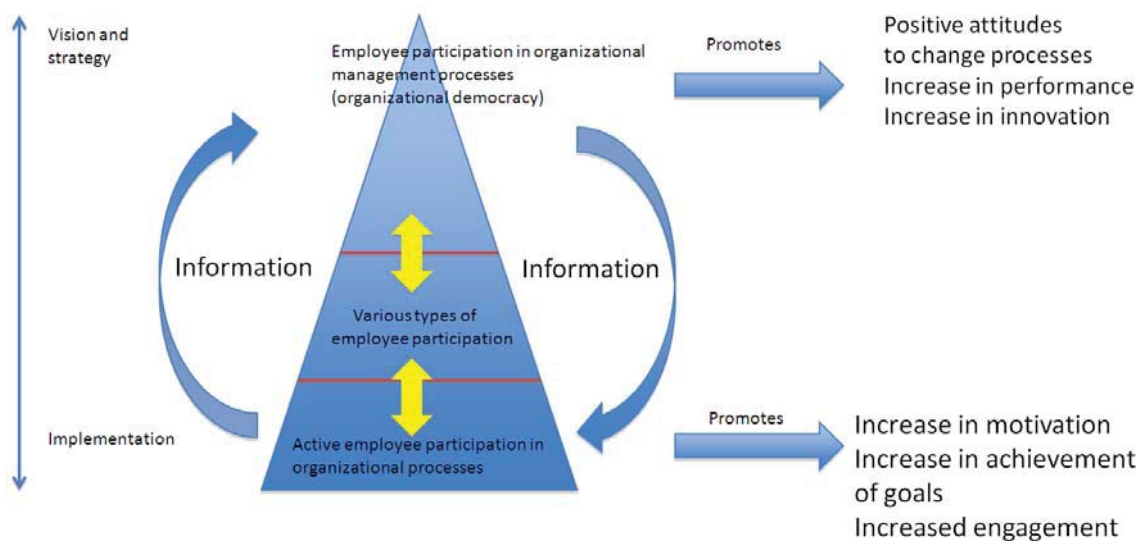 Vision and
strategy
Employee participation in organizational
management processes
(organizational democracy)
Promotes
Positive attitudes
to change processes
Increase in performance
Increase in innovation
Information
Information
Various types of
employee participation
Implementation
Active employee participation in
organizational processes
Promotes
Increase in motivation
Increase in achievement
of goals
Increased engagement